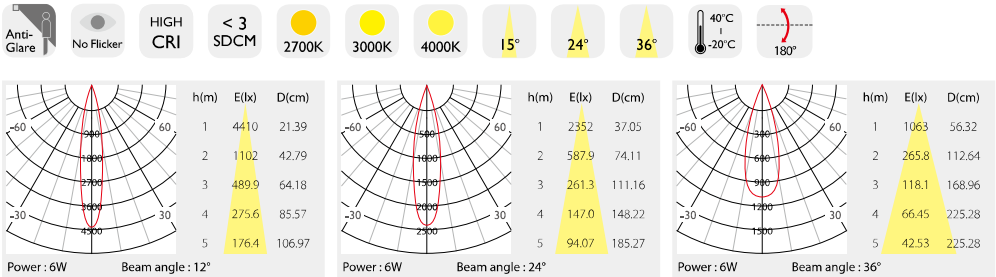 Anti-
Glare
No Flicker
HIGH
CRI
< 3
SDCM
2700K
3000K
4000K
15°
24°
36°
40°C
-20°C
180°
-60
60
-30
30
900
1800
2700
3600
4500
h(m) E(lx) D(cm)
1 4410 21.39
2 1102 42.79
3 489.9 64.18
4 275.6 85.57
5 176.4 106.97
Power : 6W Beam angle : 12°
-60
60
-30
30
500
1000
1500
2000
2500
h(m) E(lx) D(cm)
1 2352 37.05
2 587.9 74.11
3 261.3 111.16
4 147.0 148.22
5 94.07 185.27
Power : 6W Beam angle : 24°
-60
60
-30
30
300
600
900
1200
1500
h(m) E(lx) D(cm)
1 1063 56.32
2 265.8 112.64
3 118.1 168.96
4 66.45 225.28
5 42.53 225.28
Power : 6W Beam angle : 36°